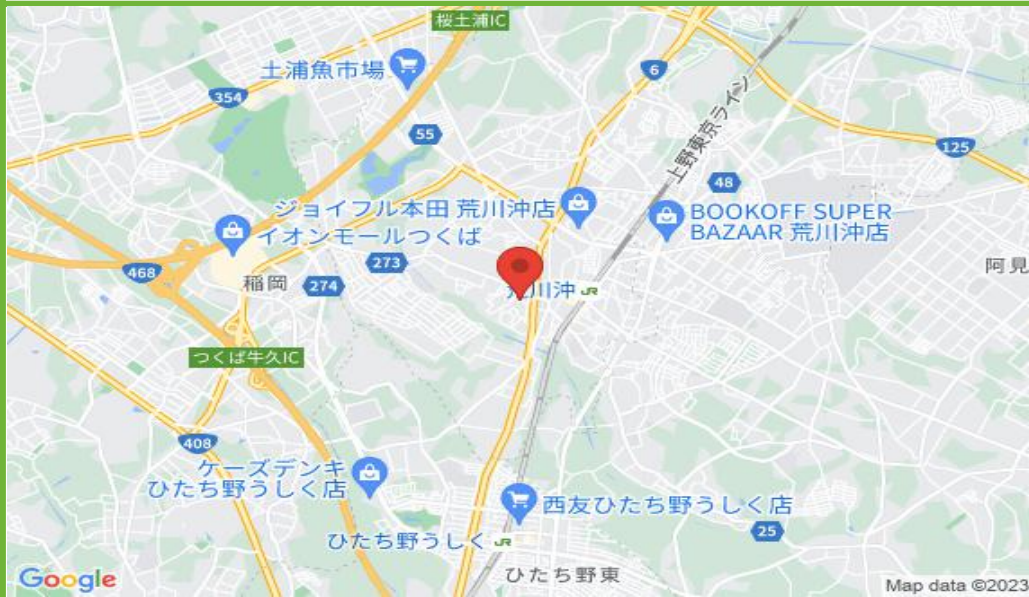 桜土浦IC
土浦魚市場
6
354
上野東京ライン
55
125
48
ジョイフル本田 荒川沖店
BOOKOFF SUPER
BAZAAR 荒川沖店
イオンモールつくば
273
468
稲岡
274
川沖
JR
阿見
つくば牛久IC
408
ケーズデンキ
ひたち野うしく店
西友ひたち野うしく店
25
ひたち野うしく
JR
ひたち野東
Google
Map data ©2023